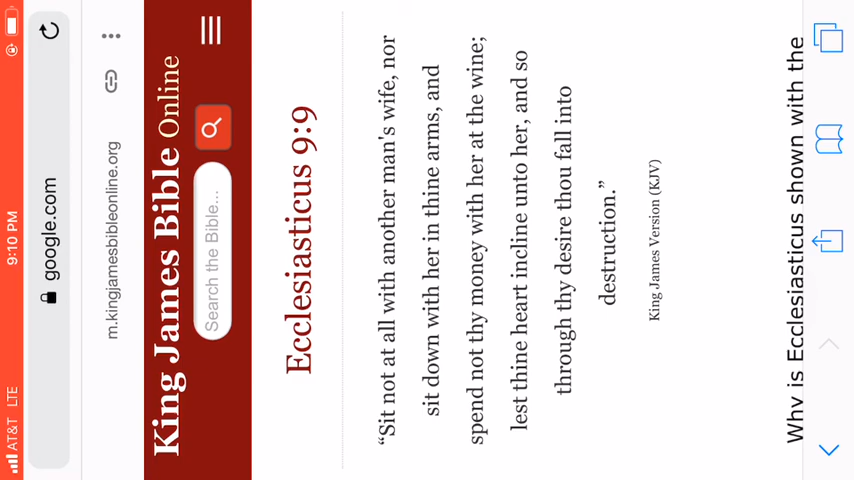 AT&T LTE 9:10 PM
google.com
m.kingjamesbibleonline.org
King James Bible Online
Search the Bible...
Ecclesiasticus 9:9
“Sit not at all with another man's wife, nor
sit down with her in thine arms, and
spend not thy money with her at the wine;
lest thine heart incline unto her, and so
through thy desire thou fall into
destruction.”
King James Version (KJV)
Why is Ecclesiasticus shown with the